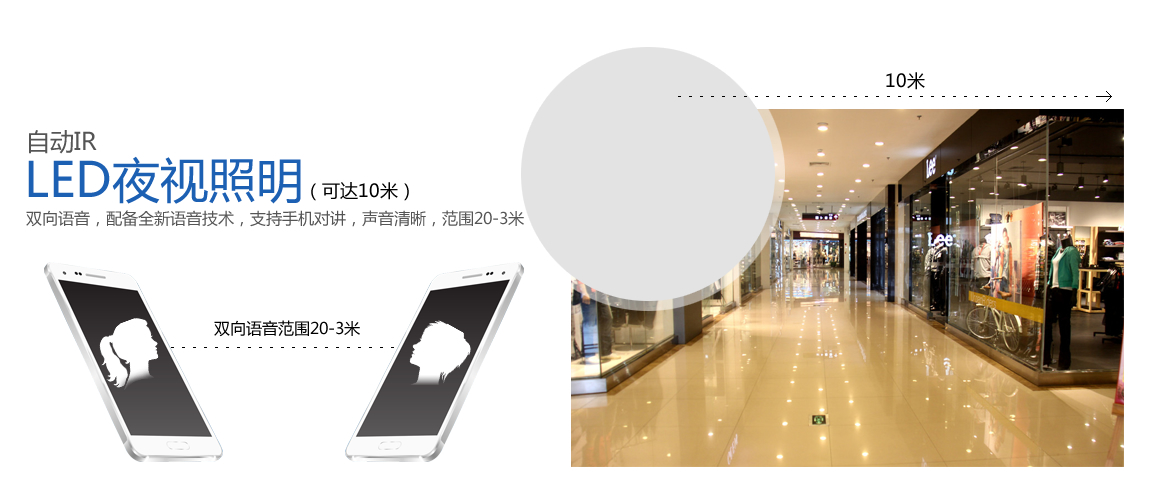 10米
自动IR
LED夜视照明（可达10米）
双向语音，配备全新语音技术，支持手机对讲，声音清晰，范围20-3米
双向语音范围20-3米
Lee
Lee